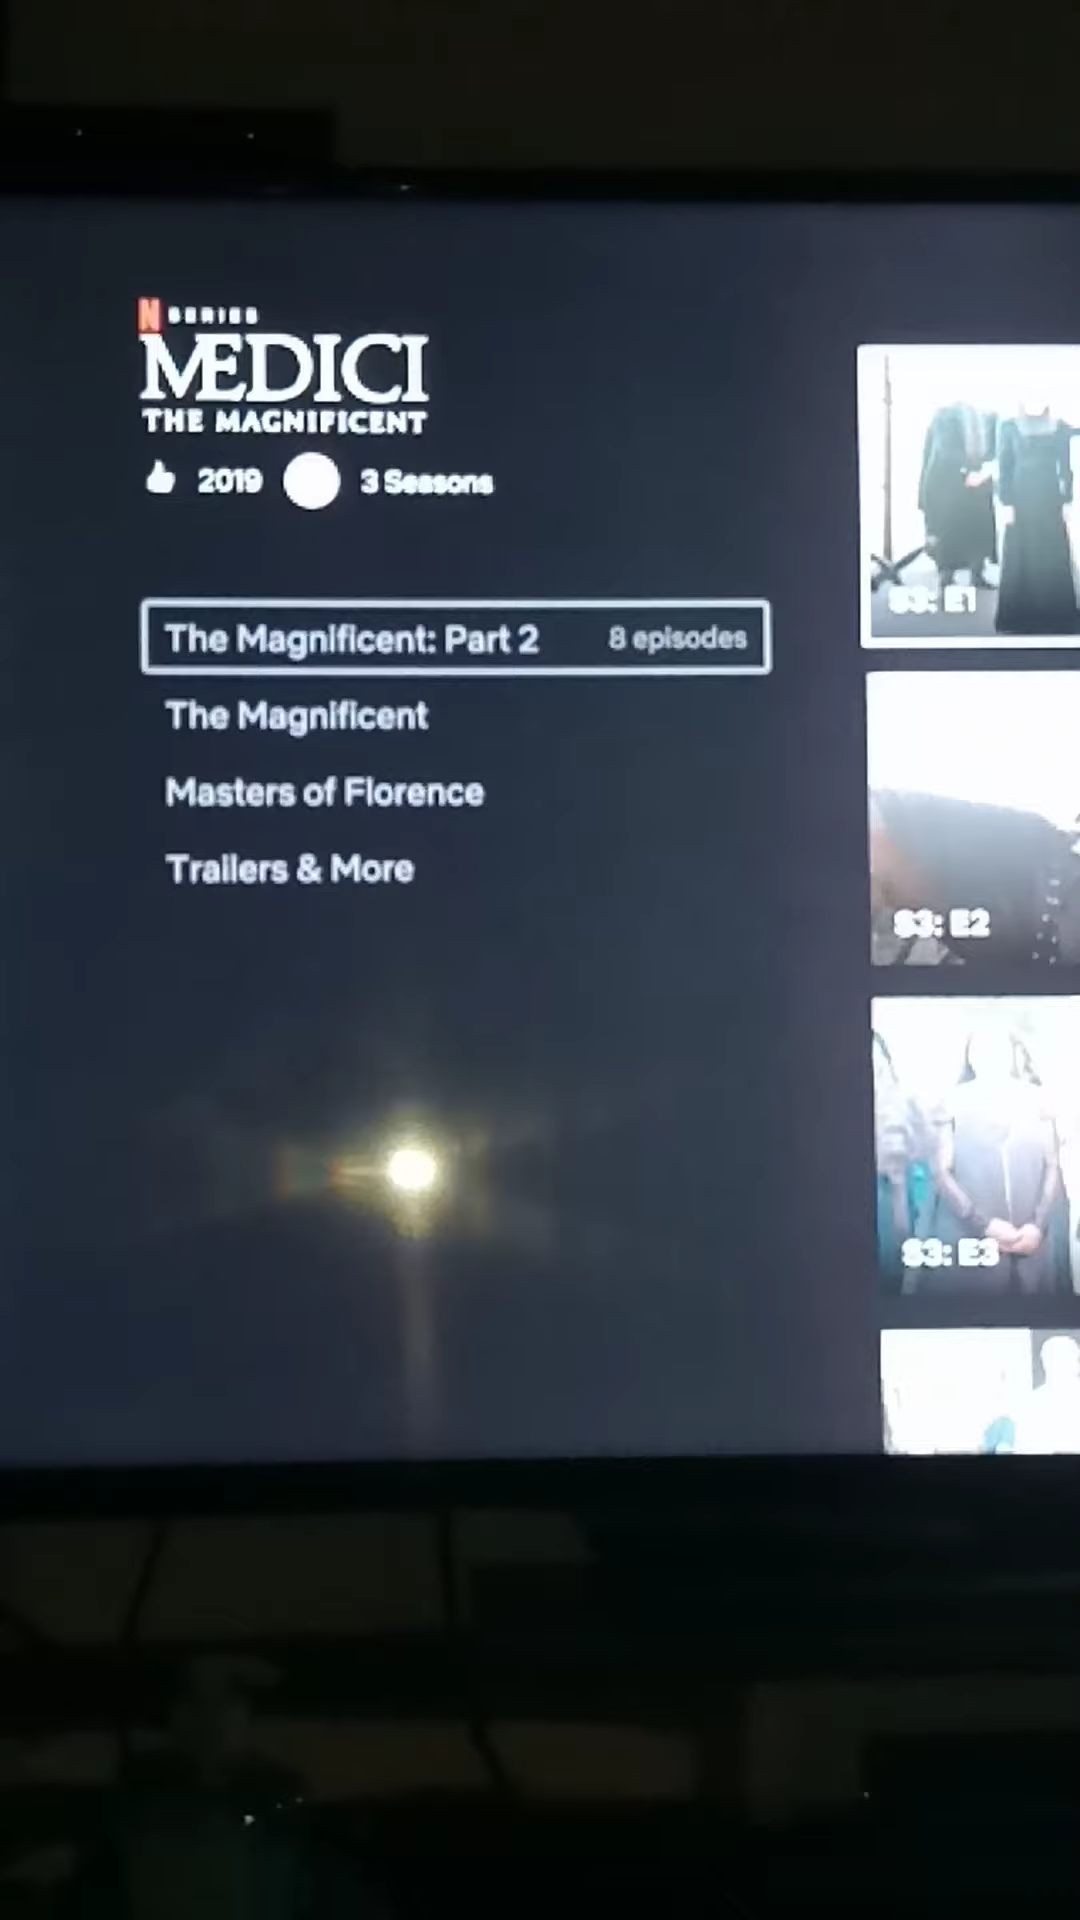 N SERIES
MEDICI
THE MAGNIFICENT
2019 3 Seasons
The Magnificent: Part 2 8 episodes
The Magnificent
Masters of Florence
Trailers & More
S3: E1
S3: E2
S3: E3